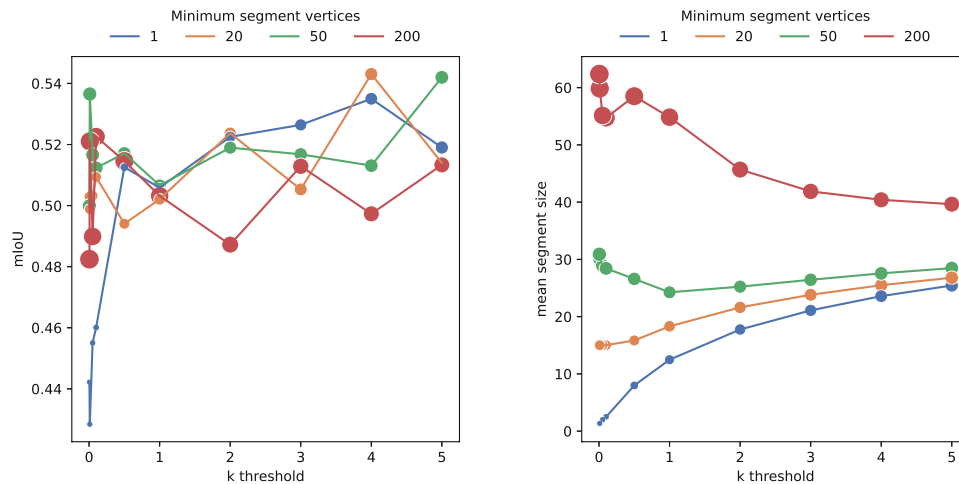 Minimum segment vertices
1 20 50 200
0.54
0.52
0.50
0.48
0.46
0.44
mIoU
0 1 2 3 4 5
k threshold
Minimum segment vertices
1 20 50 200
60
50
40
30
20
10
0
mean segment size
0 1 2 3 4 5
k threshold